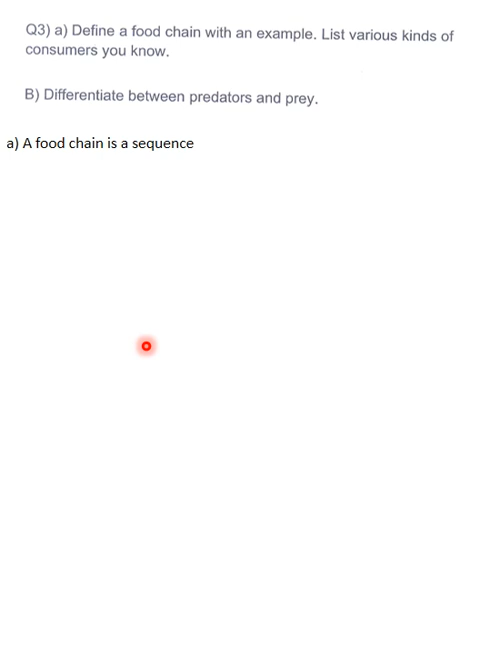 Q3) a) Define a food chain with an example. List various kinds of
consumers you know.
B) Differentiate between predators and prey.
a) A food chain is a sequence